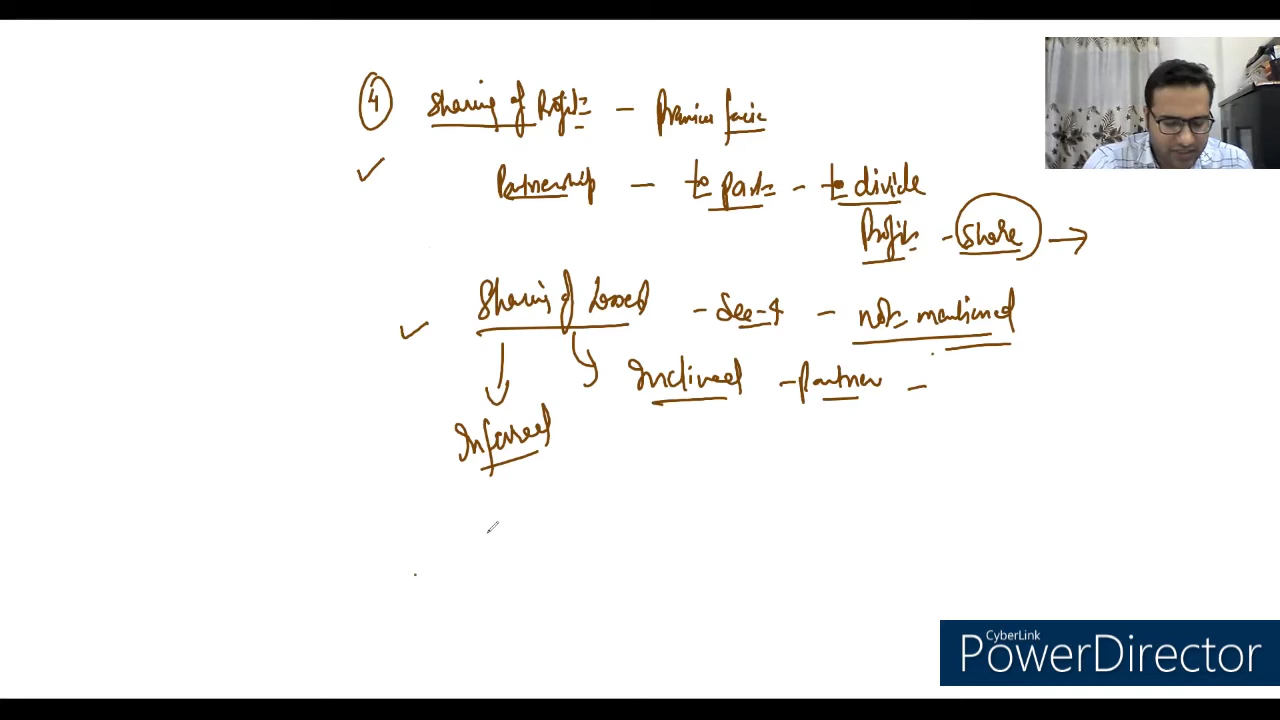 4 Sharing of Profits - Primius facie
Partnership - to part - to divide
Profits - Share →
Sharing of Losses - Sec-4 - not mentioned
Inclined - partner -
Inferred
CyberLink
PowerDirector